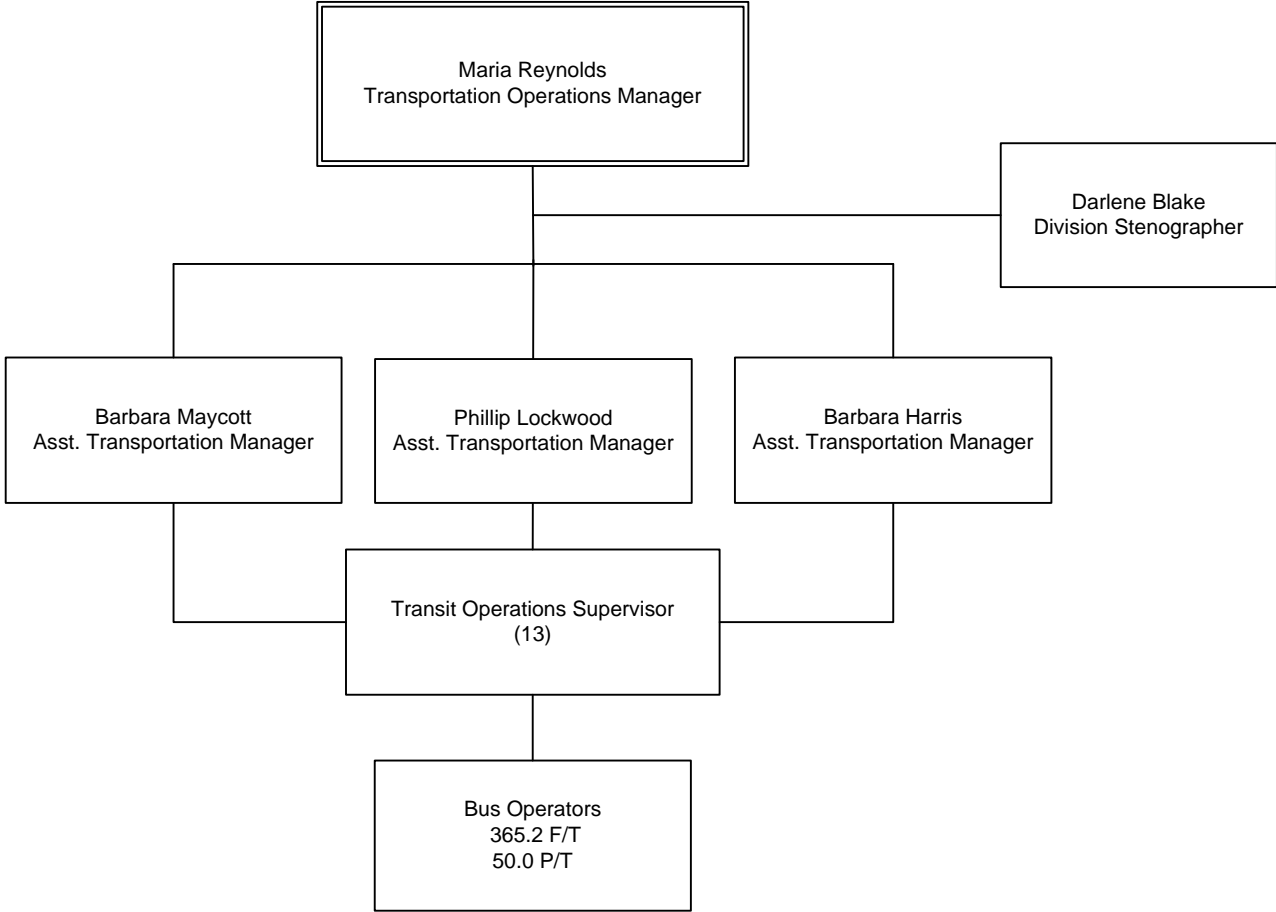 Maria Reynolds
Transportation Operations Manager
Darlene Blake
Division Stenographer
Barbara Maycott
Asst. Transportation Manager
Phillip Lockwood
Asst. Transportation Manager
Barbara Harris
Asst. Transportation Manager
Transit Operations Supervisor
(13)
Bus Operators
365.2 F/T
50.0 P/T